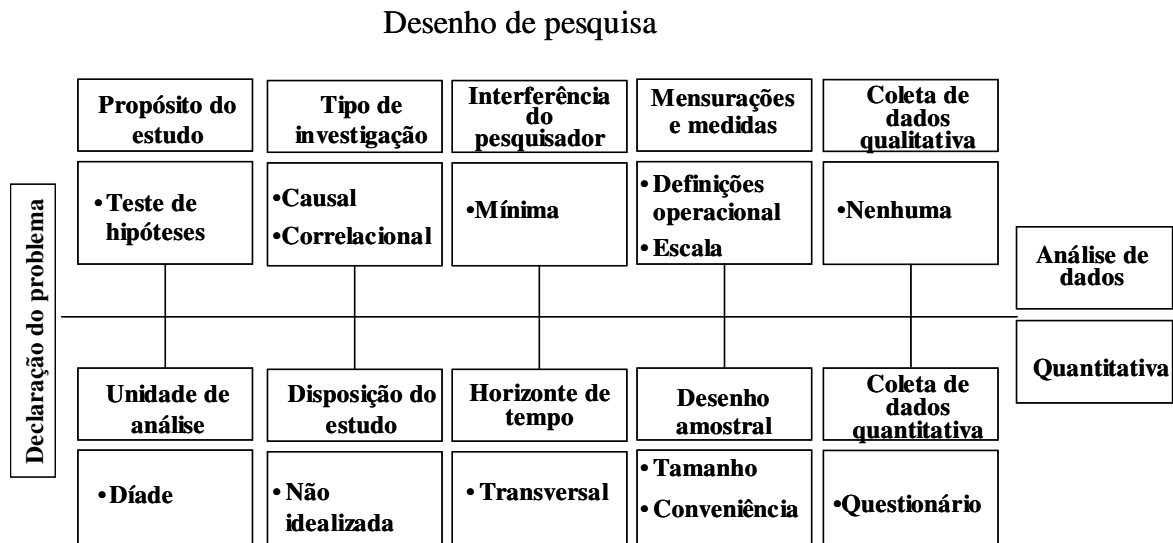 Desenho de pesquisa
Propósito do
estudo
Tipo de
investigação
Interferência
do
pesquisador
Mensurações
e medidas
Coleta de
dados
qualitativa
• Teste de
hipóteses
•Causal
•Correlacional
•Mínima
•Definições
operacional
•Escala
•Nenhuma
Declaração do problema
Análise de
dados
Quantitativa
Unidade de
análise
Disposição do
estudo
Horizonte de
tempo
Desenho
amostral
Coleta de
dados
quantitativa
•Díade
• Não
idealizada
• Transversal
• Tamanho
• Conveniência
•Questionário